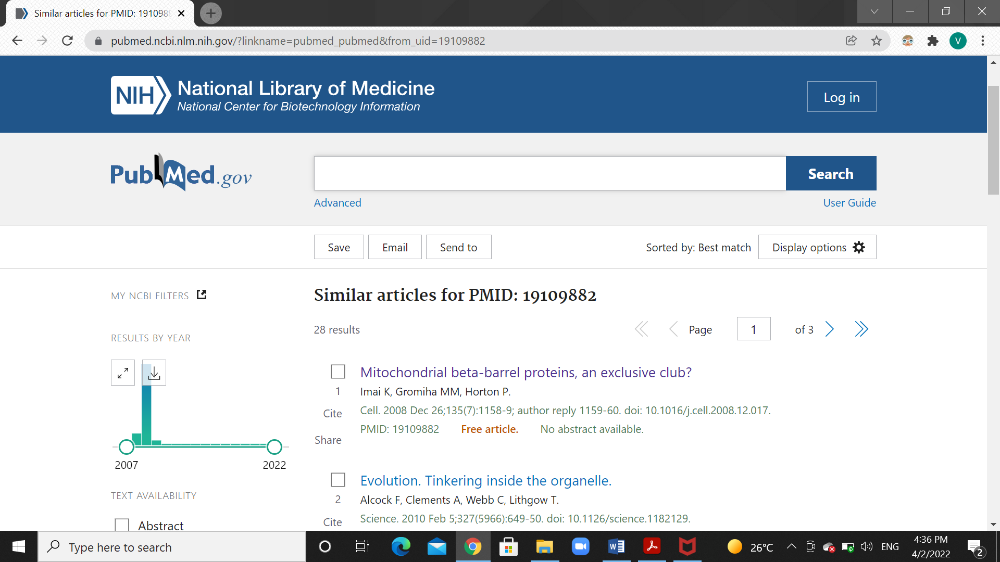 Similar articles for PMID: 191098
pubmed.ncbi.nlm.nih.gov/?linkname=pubmed_pubmed&from_uid=19109882
V
NIH National Library of Medicine
National Center for Biotechnology Information
Log in
PubMed.gov
Search
Advanced
User Guide
Save
Email
Send to
Sorted by: Best match
Display options
MY NCBI FILTERS
Similar articles for PMID: 19109882
28 results
Page 1 of 3
RESULTS BY YEAR
2007
2022
TEXT AVAILABILITY
Abstract
Mitochondrial beta-barrel proteins, an exclusive club?
1
Imai K, Gromiha MM, Horton P.
Cite
Cell. 2008 Dec 26;135(7):1158-9; author reply 1159-60. doi: 10.1016/j.cell.2008.12.017.
PMID: 19109882 Free article. No abstract available.
Share
Evolution. Tinkering inside the organelle.
2
Alcock F, Clements A, Webb C, Lithgow T.
Cite
Science. 2010 Feb 5;327(5966):649-50. doi: 10.1126/science.1182129.
Type here to search
26°C
ENG
4:36 PM
4/2/2022
2